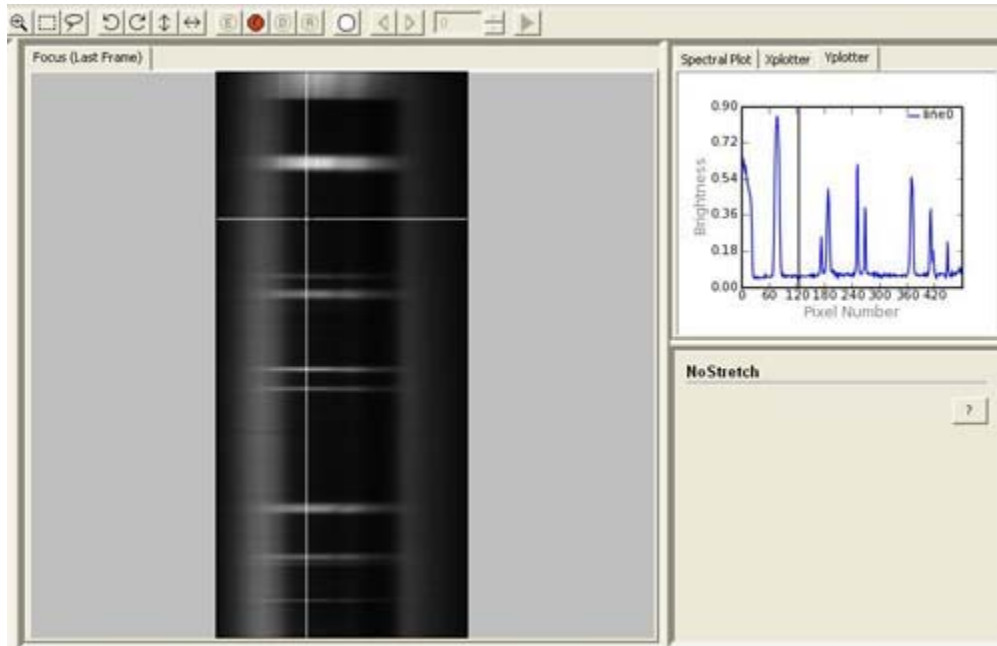 E D R 0
Focus (Last Frame)
Spectral Plot Xplotter Yplotter
0.90
0.72
0.54
0.36
0.18
0.00
line0
Brightness
0 60 120 180 240 300 360 420
Pixel Number
NoStretch
?